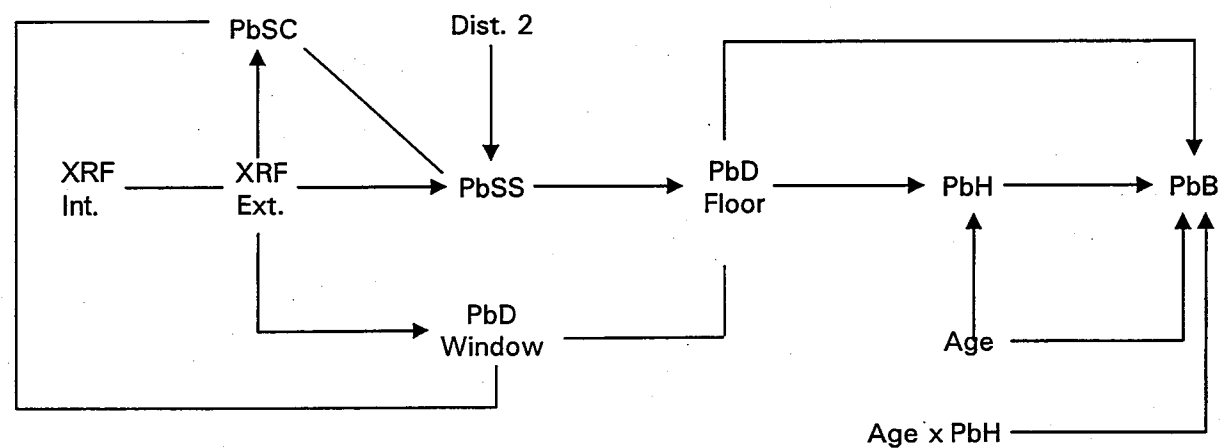 PbSC
Dist. 2
XRF
Int.
XRF
Ext.
PbSS
PbD
Floor
PbH
PbB
PbD
Window
Age
Age x PbH